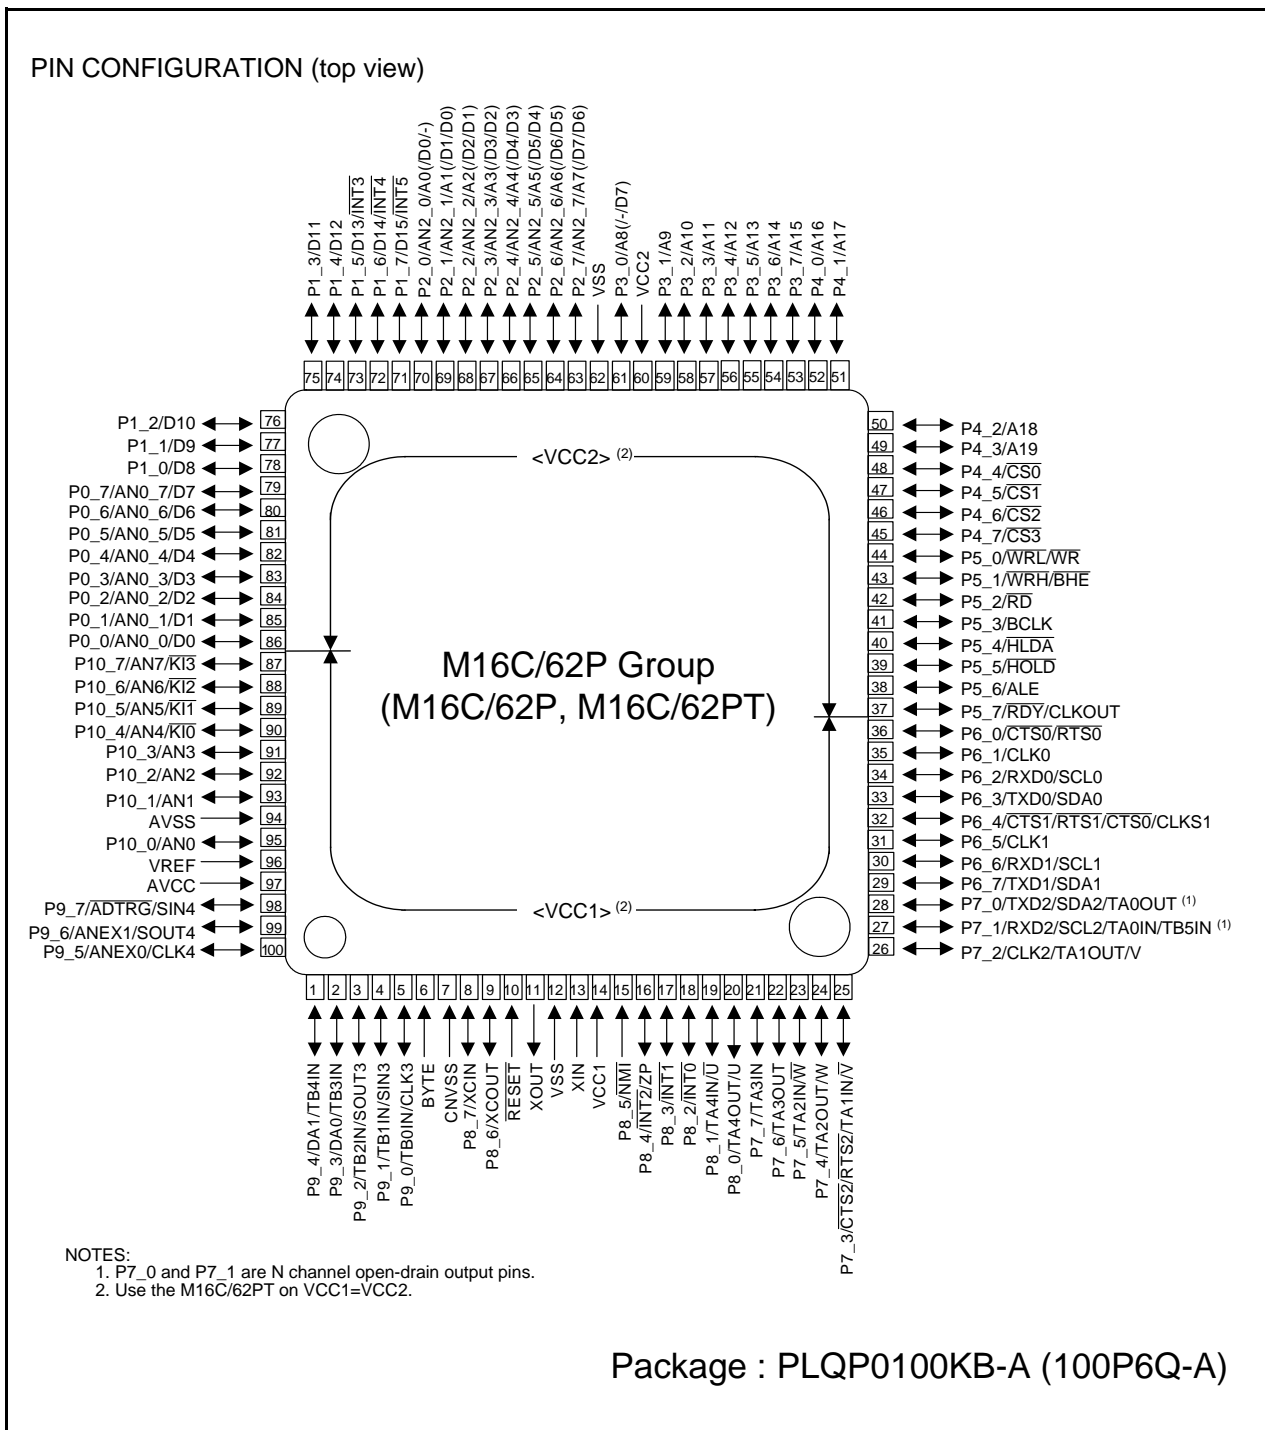 PIN CONFIGURATION (top view)
P1_3/D11
P1_4/D12
P1_5/D13/INT3
P1_6/D14/INT4
P1_7/D15/INT5
P2_0/AN2_0/A0(/D0/-)
P2_1/AN2_1/A1(/D1/D0)
P2_2/AN2_2/A2(/D2/D1)
P2_3/AN2_3/A3(/D3/D2)
P2_4/AN2_4/A4(/D4/D3)
P2_5/AN2_5/A5(/D5/D4)
P2_6/AN2_6/A6(/D6/D5)
P2_7/AN2_7/A7(/D7/D6)
VSS
P3_0/A8(/-/D7)
VCC2
P3_1/A9
P3_2/A10
P3_3/A11
P3_4/A12
P3_5/A13
P3_6/A14
P3_7/A15
P4_0/A16
P4_1/A17
75 74 73 72 71 70 69 68 67 66 65 64 63 62 61 60 59 58 57 56 55 54 53 52 51
P1_2/D10 76
P1_1/D9 77
P1_0/D8 78
P0_7/AN0_7/D7 79
P0_6/AN0_6/D6 80
P0_5/AN0_5/D5 81
P0_4/AN0_4/D4 82
P0_3/AN0_3/D3 83
P0_2/AN0_2/D2 84
P0_1/AN0_1/D1 85
P0_0/AN0_0/D0 86
P10_7/AN7/KI3 87
P10_6/AN6/KI2 88
P10_5/AN5/KI1 89
P10_4/AN4/KI0 90
P10_3/AN3 91
P10_2/AN2 92
P10_1/AN1 93
AVSS 94
P10_0/AN0 95
VREF 96
AVCC 97
P9_7/ADTRG/SIN4 98
P9_6/ANEX1/SOUT4 99
P9_5/ANEX0/CLK4 100
<VCC2> (2)
M16C/62P Group
(M16C/62P, M16C/62PT)
<VCC1> (2)
50 P4_2/A18
49 P4_3/A19
48 P4_4/CS0
47 P4_5/CS1
46 P4_6/CS2
45 P4_7/CS3
44 P5_0/WRL/WR
43 P5_1/WRH/BHE
42 P5_2/RD
41 P5_3/BCLK
40 P5_4/HLDA
39 P5_5/HOLD
38 P5_6/ALE
37 P5_7/RDY/CLKOUT
36 P6_0/CTS0/RTS0
35 P6_1/CLK0
34 P6_2/RXD0/SCL0
33 P6_3/TXD0/SDA0
32 P6_4/CTS1/RTS1/CTS0/CLKS1
31 P6_5/CLK1
30 P6_6/RXD1/SCL1
29 P6_7/TXD1/SDA1
28 P7_0/TXD2/SDA2/TA0OUT (1)
27 P7_1/RXD2/SCL2/TA0IN/TB5IN (1)
26 P7_2/CLK2/TA1OUT/V
1 2 3 4 5 6 7 8 9 10 11 12 13 14 15 16 17 18 19 20 21 22 23 24 25
P9_4/DA1/TB4IN
P9_3/DA0/TB3IN
P9_2/TB2IN/SOUT3
P9_1/TB1IN/SIN3
P9_0/TB0IN/CLK3
BYTE
CNVSS
P8_7/XCIN
P8_6/XCOUT
RESET
XOUT
VSS
XIN
VCC1
P8_5/NMI
P8_4/INT2/ZP
P8_3/INT1
P8_2/INT0
P8_1/TA4IN/U
P8_0/TA4OUT/U
P7_7/TA3IN
P7_6/TA3OUT
P7_5/TA2IN/W
P7_4/TA2OUT/W
P7_3/CTS2/RTS2/TA1IN/V
NOTES:
1. P7_0 and P7_1 are N channel open-drain output pins.
2. Use the M16C/62PT on VCC1=VCC2.
Package : PLQP0100KB-A (100P6Q-A)